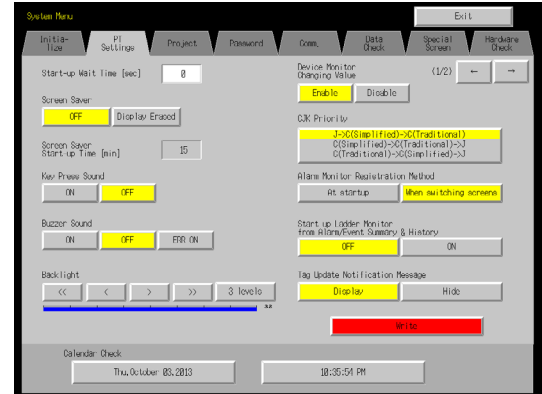 System Menu
Exit
Initia-
lize
PT
Settings
Project
Password
Comm.
Data
Check
Special
Screen
Hardware
Check
Start-up Wait Time [sec]
0
Screen Saver
OFF
Display Erased
Screen Saver
Start-up Time [min]
15
Key Press Sound
ON
OFF
Buzzer Sound
ON
OFF
ERR ON
Backlight
<<
<
>
>>
3 levels
32
Device Monitor
Changing Value
(1/2)
←
→
Enable
Disable
CJK Priority
J->C(Simplified)->C(Traditional)
C(Simplified)->C(Traditional)->J
C(Traditional)->C(Simplified)->J
Alarm Monitor Registration Method
At startup
When switching screens
Start up Ladder Monitor
from Alarm/Event Summary & History
OFF
ON
Tag Update Notification Message
Display
Hide
Write
Calendar Check
Thu,October 03,2013
10:35:54 PM